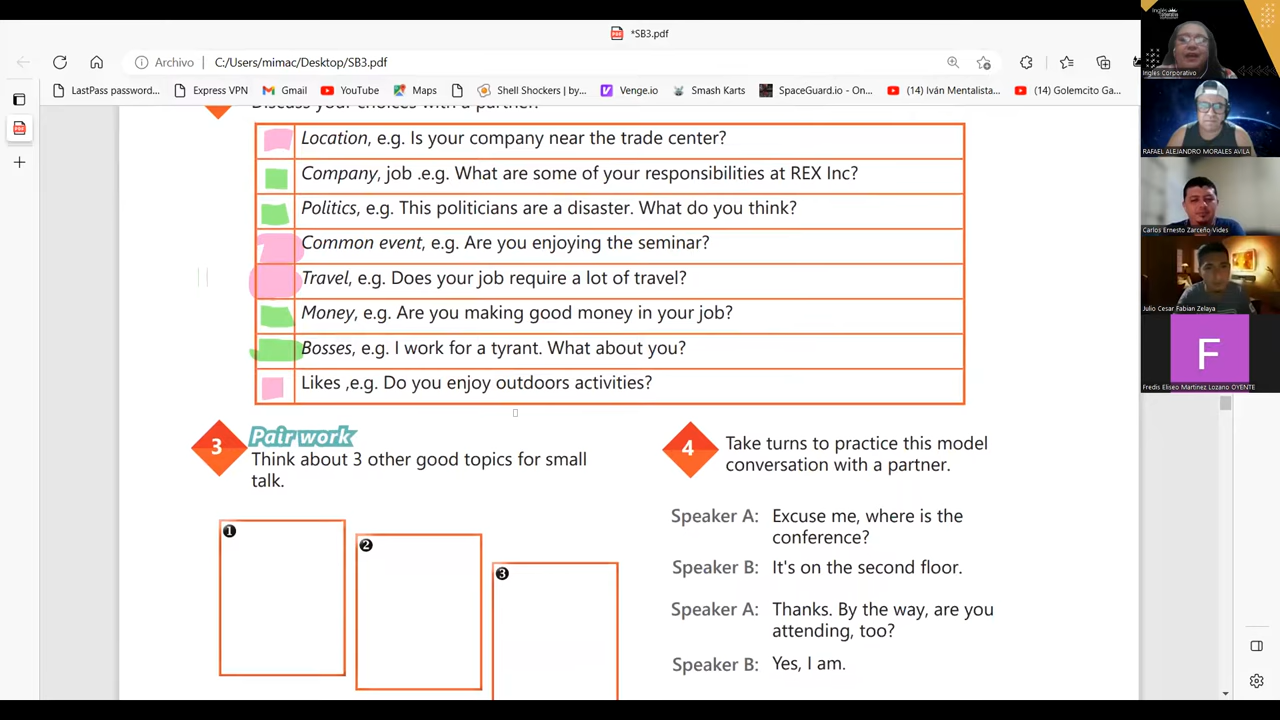 *SB3.pdf
Archivo
C:/Users/mimac/Desktop/SB3.pdf
LastPass password...
Express VPN
Gmail
YouTube
Maps
Shell Shockers | by...
Venge.io
Smash Karts
SpaceGuard.io - On...
(14) Iván Mentalista...
(14) Golemcito Ga...
Discuss your choices with a partner.
Location, e.g. Is your company near the trade center?
Company, job .e.g. What are some of your responsibilities at REX Inc?
Politics, e.g. This politicians are a disaster. What do you think?
Common event, e.g. Are you enjoying the seminar?
Travel, e.g. Does your job require a lot of travel?
Money, e.g. Are you making good money in your job?
Bosses, e.g. I work for a tyrant. What about you?
Likes ,e.g. Do you enjoy outdoors activities?
3
Pair work
Think about 3 other good topics for small
talk.
1
2
3
4
Take turns to practice this model
conversation with a partner.
Speaker A: Excuse me, where is the
conference?
Speaker B: It's on the second floor.
Speaker A: Thanks. By the way, are you
attending, too?
Speaker B: Yes, I am.
Inglés
Inglés Corporativo
RAFAEL ALEJANDRO MORALES AVILA
Carlos Ernesto Zarceño Vides
Julio Cesar Fabian Zelaya
F
Fredis Eliseo Martinez Lozano OYENTE